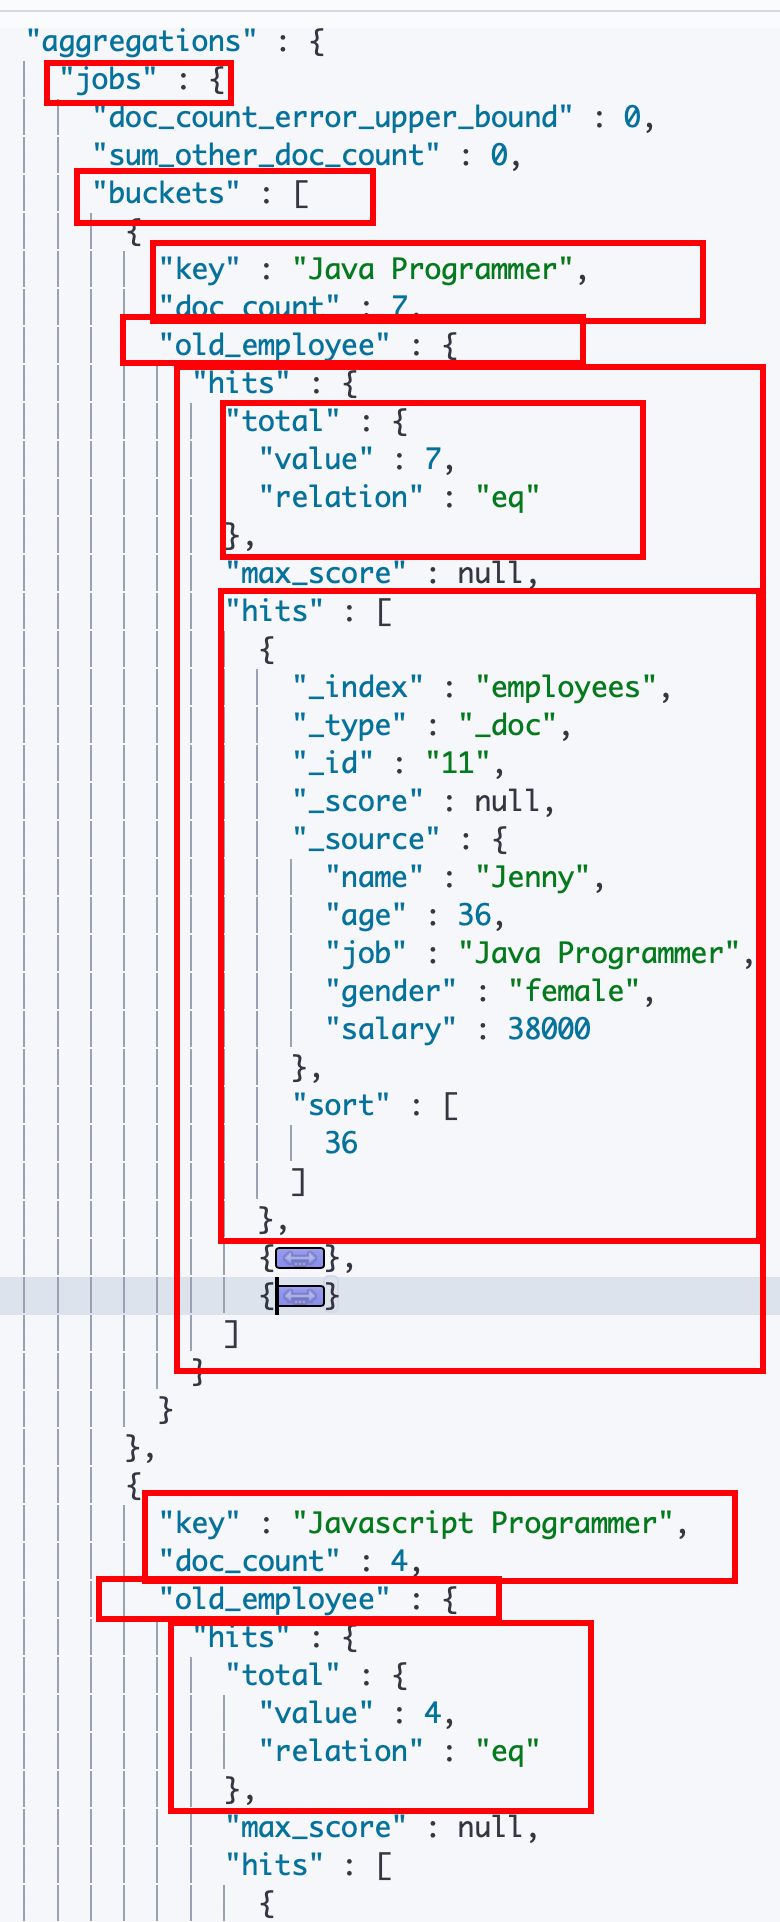 "aggregations" : {
"jobs" : {
"doc_count_error_upper_bound" : 0,
"sum_other_doc_count" : 0,
"buckets" : [
{
"key" : "Java Programmer",
"doc_count" : 7,
"old_employee" : {
"hits" : {
"total" : {
"value" : 7,
"relation" : "eq"
},
"max_score" : null,
"hits" : [
{
"_index" : "employees",
"_type" : "_doc",
"_id" : "11",
"_score" : null,
"_source" : {
"name" : "Jenny",
"age" : 36,
"job" : "Java Programmer",
"gender" : "female",
"salary" : 38000
},
"sort" : [
36
]
},
{},
{}
]
}
}
},
{
"key" : "Javascript Programmer",
"doc_count" : 4,
"old_employee" : {
"hits" : {
"total" : {
"value" : 4,
"relation" : "eq"
},
"max_score" : null,
"hits" : [
{